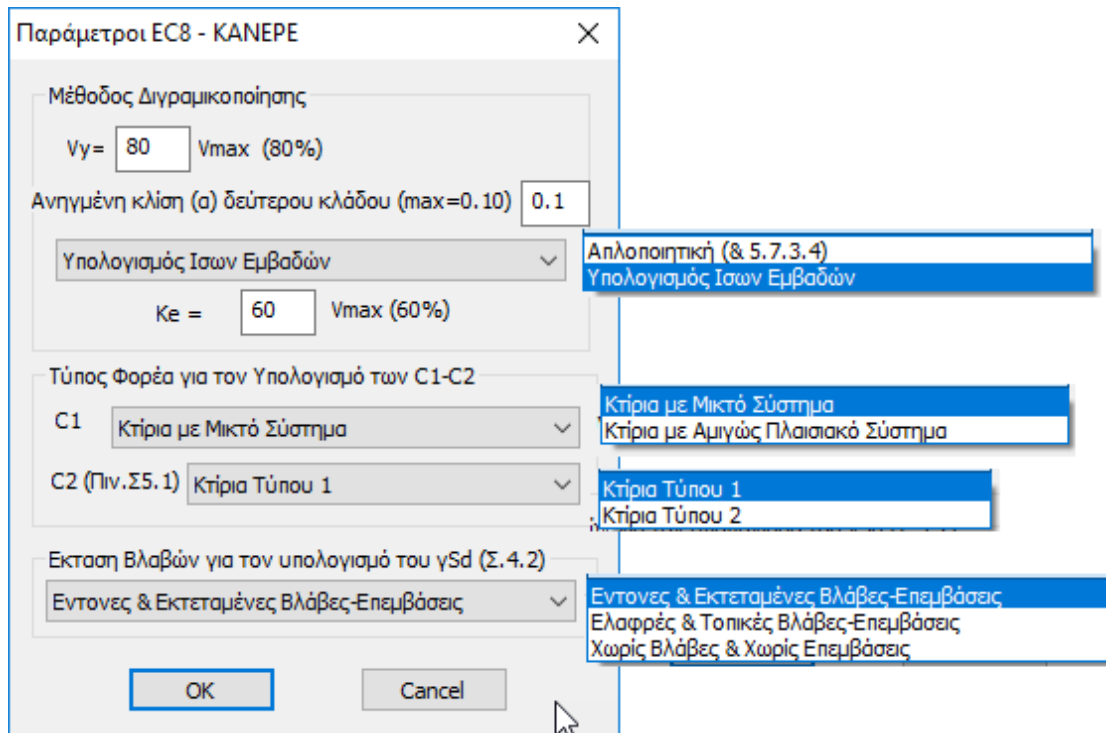 Παράμετροι EC8 - KANEPE
Μέθοδος Διγραμικοποίησης
Vy= 80 Vmax (80%)
Ανηγμένη κλίση (α) δεύτερου κλάδου (max=0.10) 0.1
Υπολογισμός Ισων Εμβαδών
Απλοποιητική (& 5.7.3.4)
Υπολογισμός Ισων Εμβαδών
Ke = 60 Vmax (60%)
Τύπος Φορέα για τον Υπολογισμό των C1-C2
C1 Κτίρια με Μικτό Σύστημα
Κτίρια με Μικτό Σύστημα
Κτίρια με Αμιγώς Πλαισιακό Σύστημα
C2 (Πιν.Σ5.1) Κτίρια Τύπου 1
Κτίρια Τύπου 1
Κτίρια Τύπου 2
Εκταση Βλαβών για τον υπολογισμό του γSd (Σ.4.2)
Εντονες & Εκτεταμένες Βλάβες-Επεμβάσεις
Εντονες & Εκτεταμένες Βλάβες-Επεμβάσεις
Ελαφρές & Τοπικές Βλάβες-Επεμβάσεις
Χωρίς Βλάβες & Χωρίς Επεμβάσεις
OK Cancel